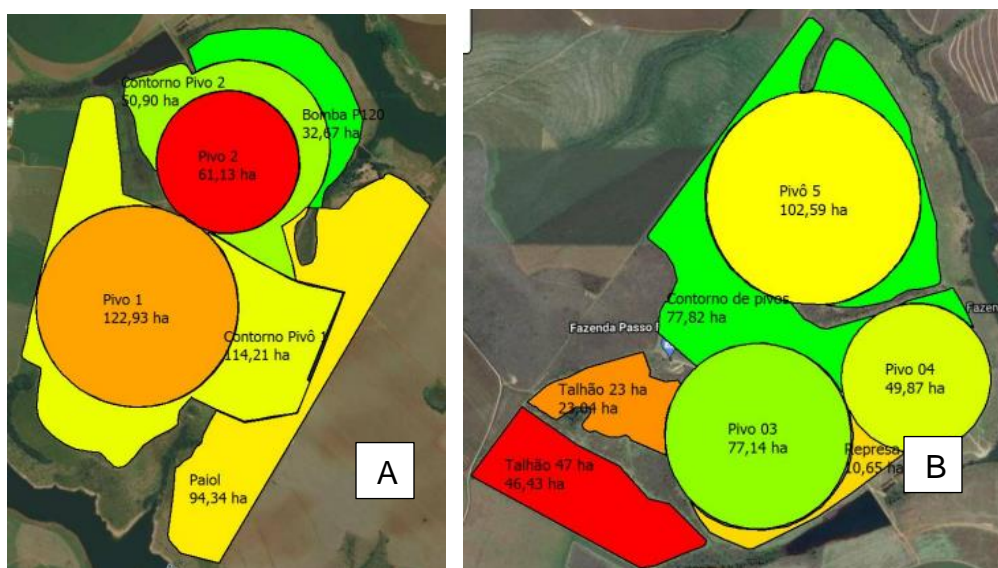 Contorno Pivo 2
50,90 ha
Bomba P120
32,67 ha
Pivo 2
61,13 ha
Pivo 1
122,93 ha
Contorno Pivô 1
114,21 ha
Paiol
94,34 ha
A
Pivô 5
102,59 ha
Contorno de pivos
77,82 ha
Fazenda Passo
Fazen
Pivo 04
49,87 ha
Talhão 23 ha
23,04 ha
Pivo 03
77,14 ha
Represa
10,65 ha
Talhão 47 ha
46,43 ha
B